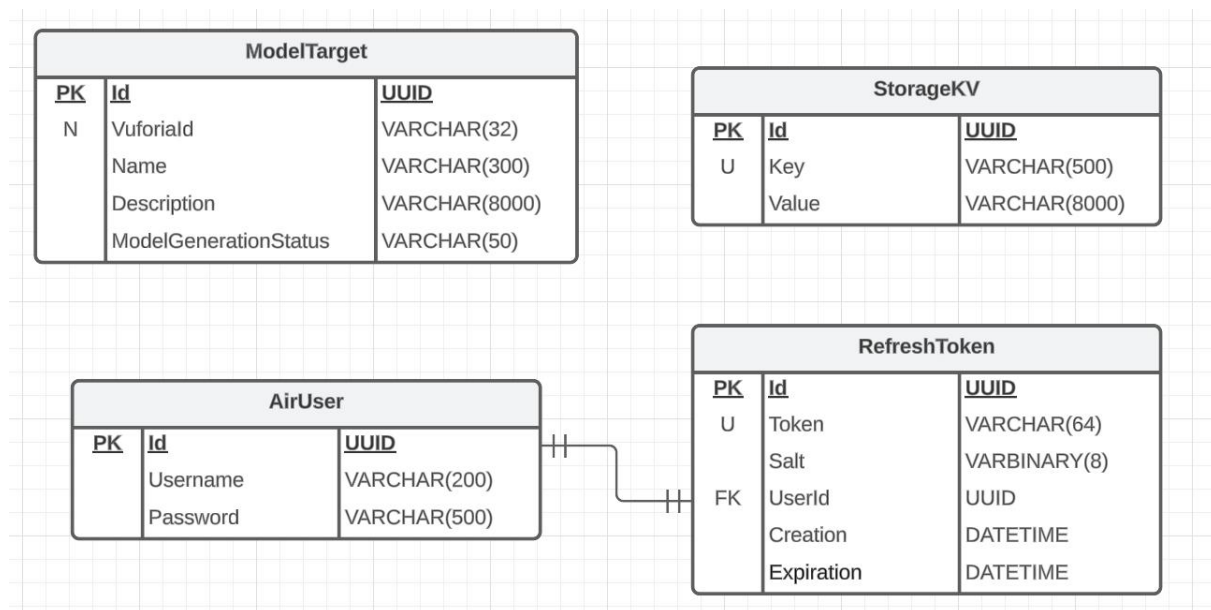 ModelTarget
PK Id UUID
N VuforiaId VARCHAR(32)
Name VARCHAR(300)
Description VARCHAR(8000)
ModelGenerationStatus VARCHAR(50)
StorageKV
PK Id UUID
U Key VARCHAR(500)
Value VARCHAR(8000)
AirUser
PK Id UUID
Username VARCHAR(200)
Password VARCHAR(500)
RefreshToken
PK Id UUID
U Token VARCHAR(64)
Salt VARBINARY(8)
FK UserId UUID
Creation DATETIME
Expiration DATETIME